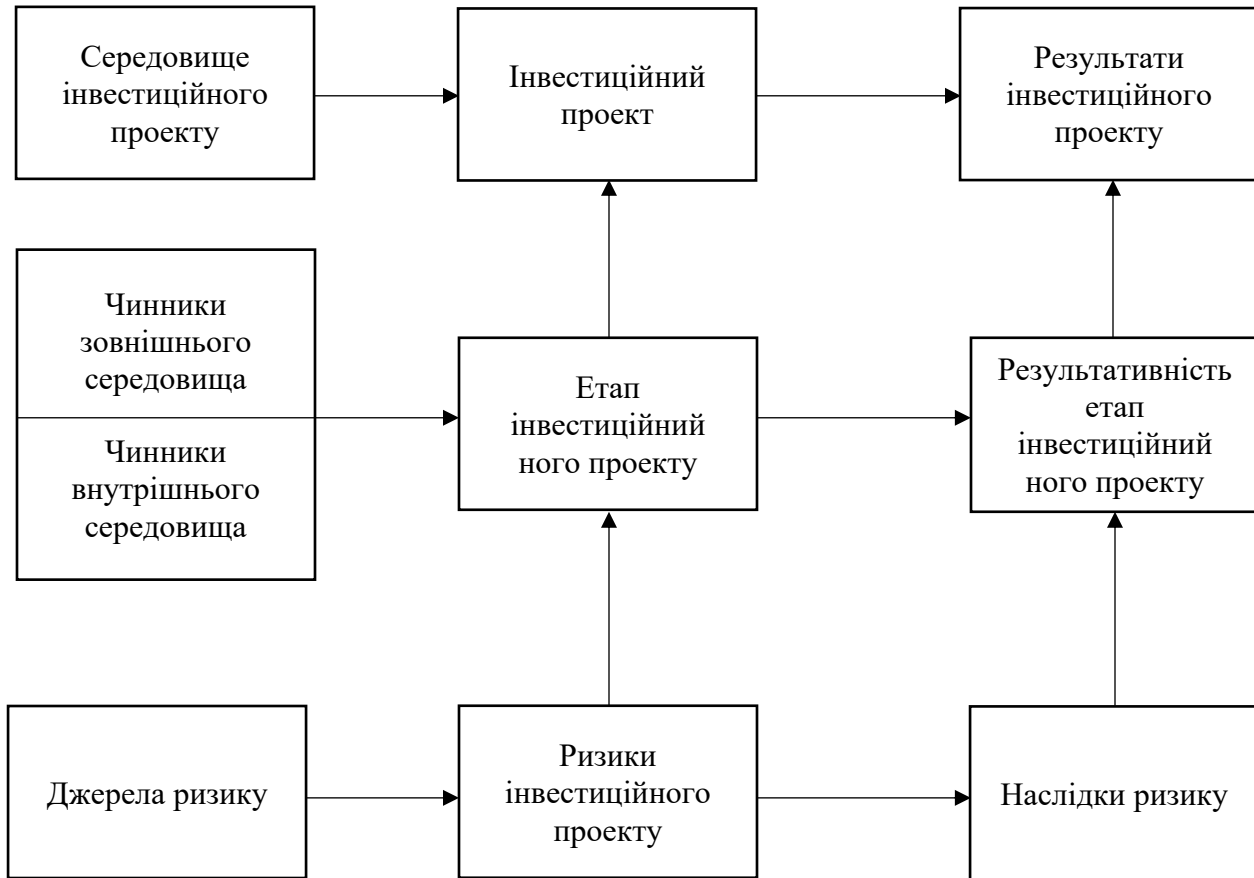 Середовище
інвестиційного
проекту
Інвестиційний
проект
Результати
інвестиційного
проекту
Чинники
зовнішнього
середовища
Чинники
внутрішнього
середовища
Етап
інвестиційний
ного проекту
Результативність
етап
інвестиційний
ного проекту
Джерела ризику
Ризики
інвестиційного
проекту
Наслідки ризику